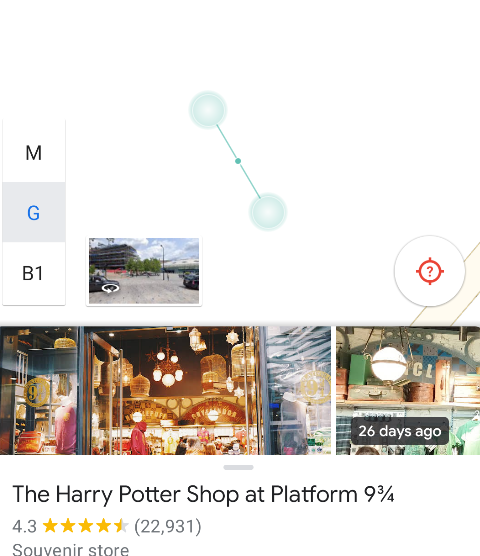 M
G
B1
?
26 days ago
The Harry Potter Shop at Platform 9¾
4.3 (22,931)
Souvenir store